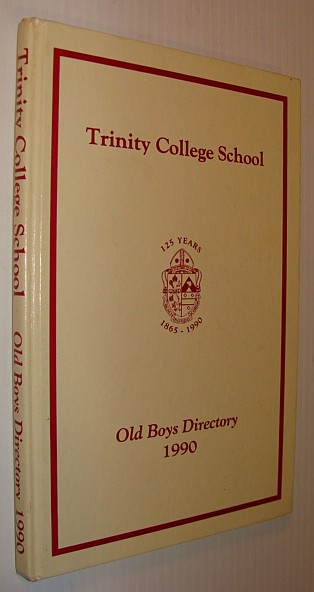 Trinity College School Old Boys Directory 1990
Trinity College School
125 YEARS
1865 - 1990
Old Boys Directory
1990